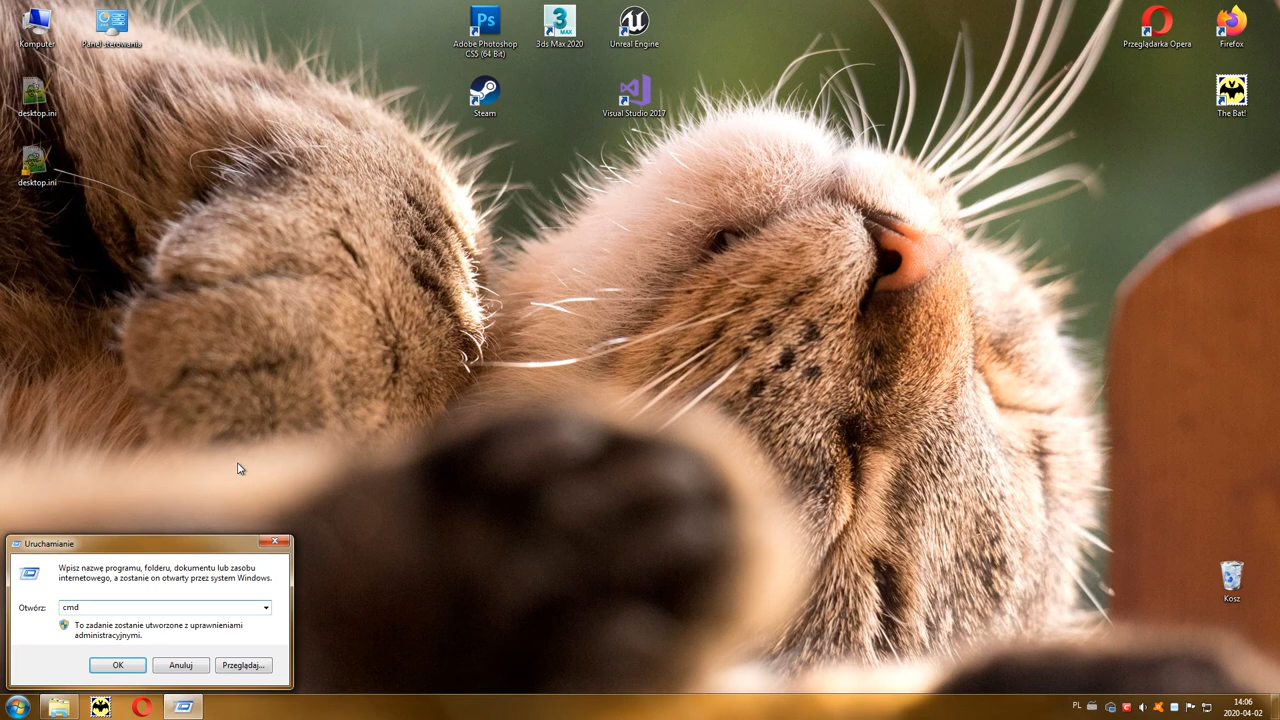 Komputer
Panel sterowania
Adobe Photoshop
CS5 (64 Bit)
3ds Max 2020
Unreal Engine
Przeglądarka Opera
Firefox
desktop.ini
Steam
Visual Studio 2017
The Bat!
desktop.ini
Uruchamianie
Wpisz nazwę programu, folderu, dokumentu lub zasobu
internetowego, a zostanie on otwarty przez system Windows.
Otwórz:
cmd
To zadanie zostanie utworzone z uprawnieniami
administracyjnymi.
OK
Anuluj
Przeglądaj...
Kosz
PL
14:06
2020-04-02